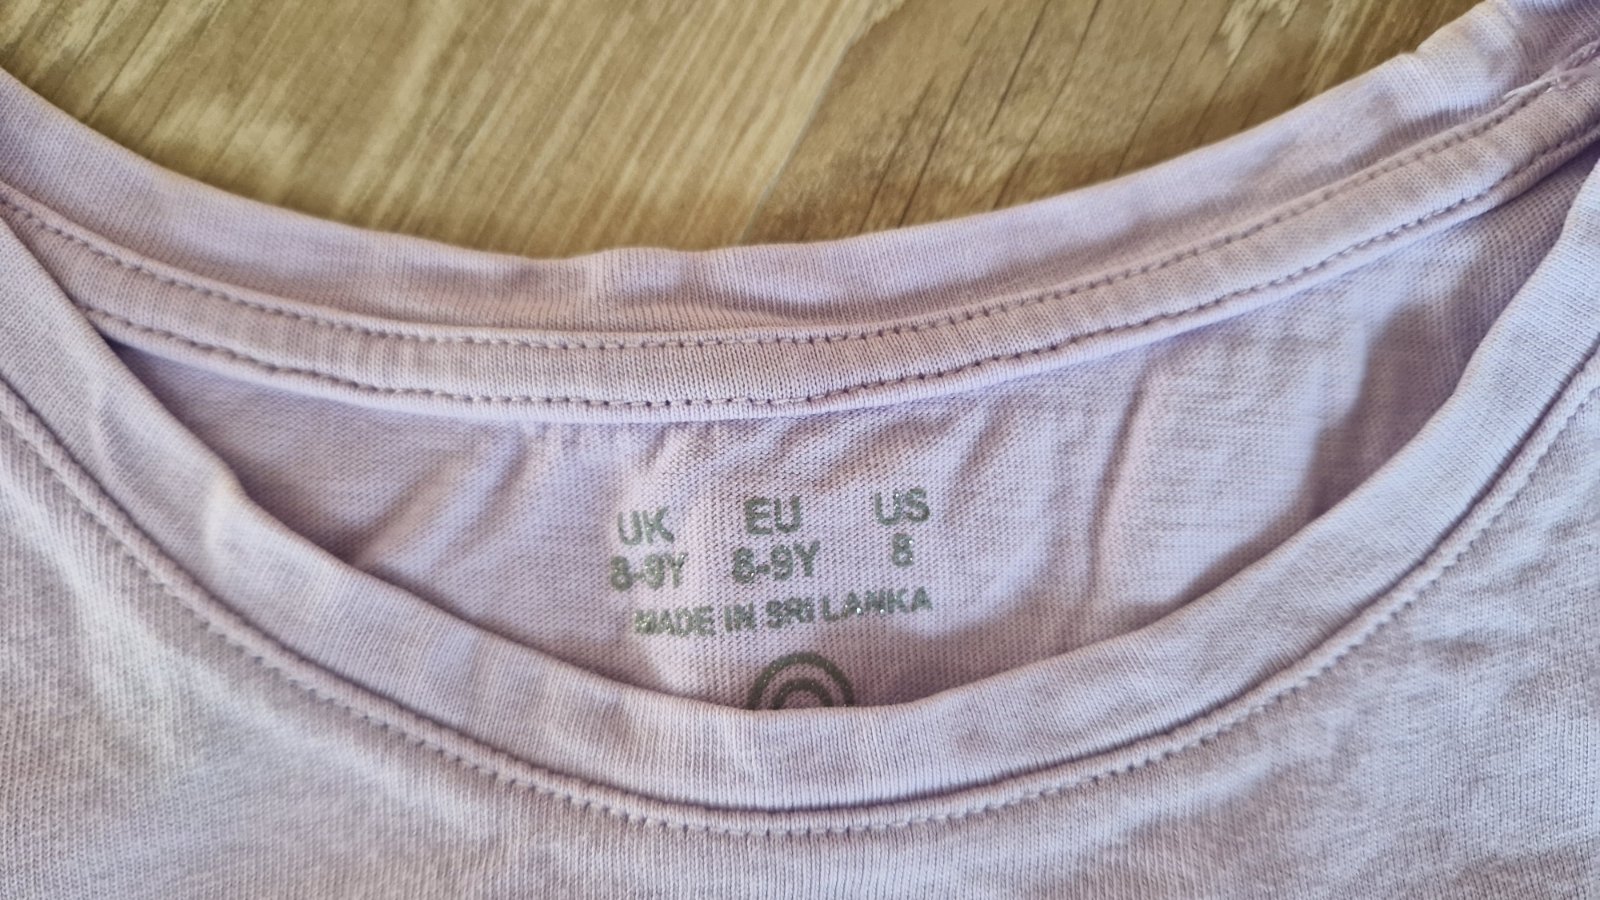 UK EU US
8-9Y 8-9Y 8
MADE IN SRI LANKA